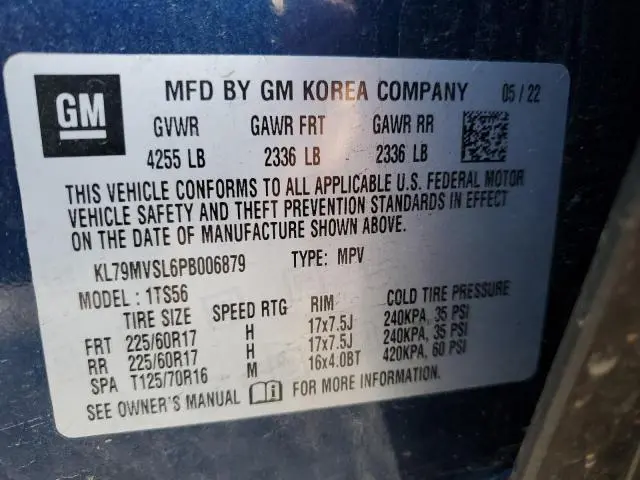 GM MFD BY GM KOREA COMPANY 05 / 22
GVWR GAWR FRT GAWR RR
4255 LB 2336 LB 2336 LB
THIS VEHICLE CONFORMS TO ALL APPLICABLE U.S. FEDERAL MOTOR
VEHICLE SAFETY AND THEFT PREVENTION STANDARDS IN EFFECT
ON THE DATE OF MANUFACTURE SHOWN ABOVE.
KL79MVSL6PB006879 TYPE: MPV
MODEL : 1TS56
TIRE SIZE SPEED RTG RIM COLD TIRE PRESSURE
FRT 225/60R17 H 17x7.5J 240KPA, 35 PSI
RR 225/60R17 H 17x7.5J 240KPA, 35 PSI
SPA T125/70R16 M 16x4.0BT 420KPA, 60 PSI
SEE OWNER'S MANUAL i FOR MORE INFORMATION.